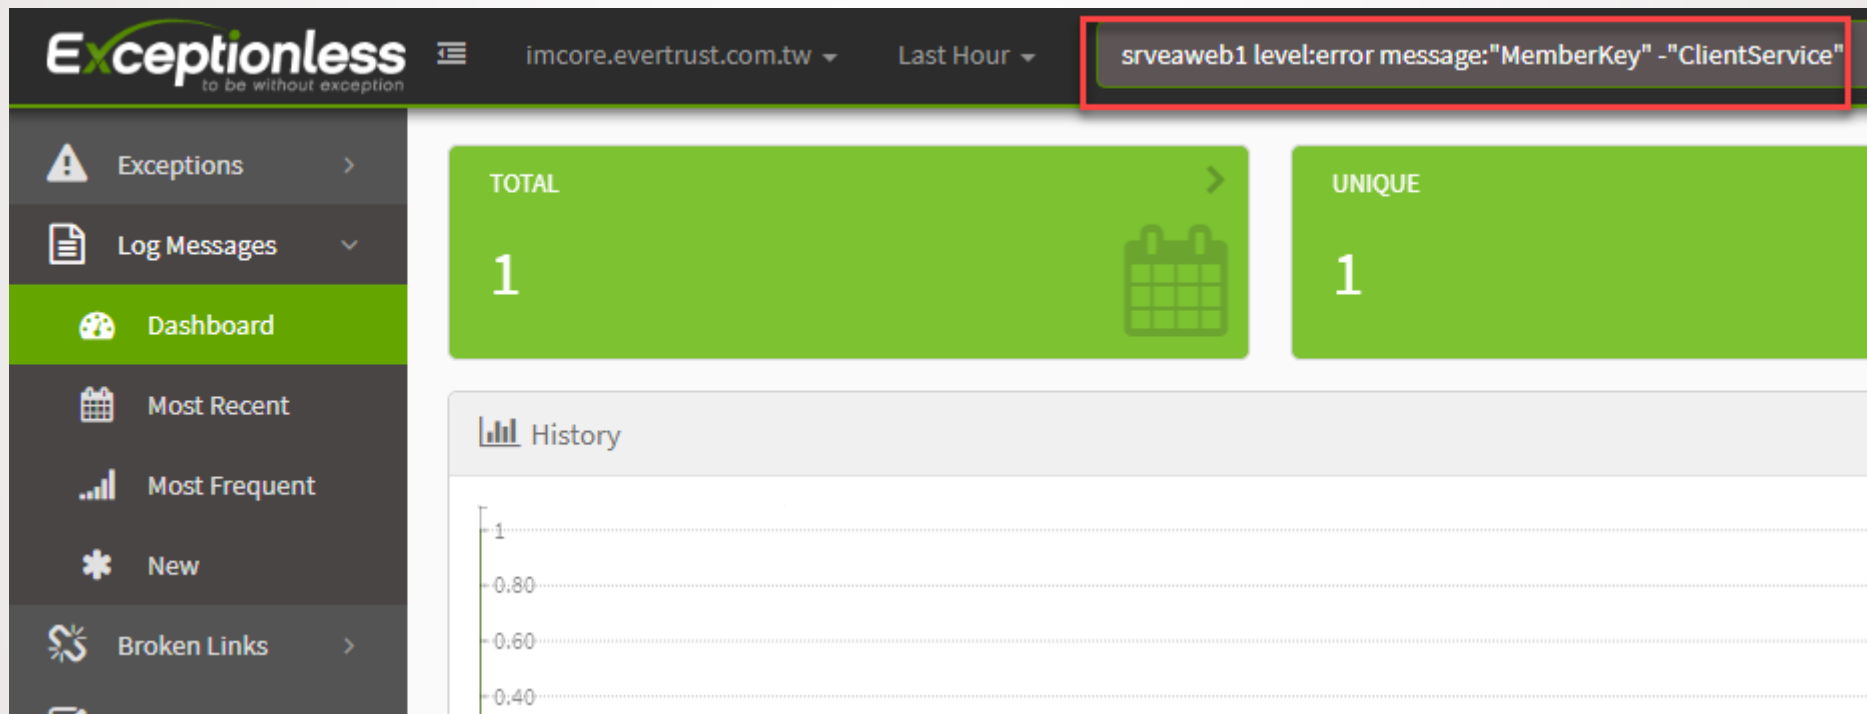 Exceptionless
to be without exception
imcore.evertrust.com.tw
Last Hour
srveaweb1 level:error message:"MemberKey" -"ClientService"
Exceptions
Log Messages
Dashboard
Most Recent
Most Frequent
New
Broken Links
TOTAL
1
UNIQUE
1
History
1
0.80
0.60
0.40